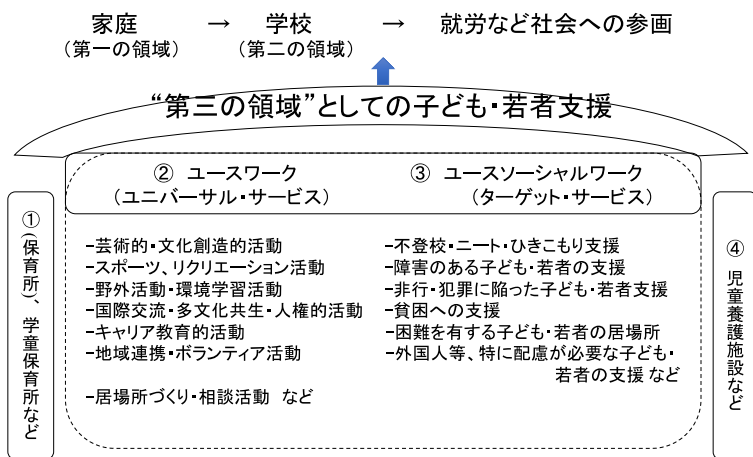 家庭 → 学校 → 就労など社会への参画
(第一の領域) (第二の領域)
“第三の領域”としての子ども・若者支援
② ユースワーク
(ユニバーサル・サービス)
③ ユースソーシャルワーク
(ターゲット・サービス)
①(保育所)、学童保育所など
-芸術的・文化創造的活動
-スポーツ、リクリエーション活動
-野外活動・環境学習活動
-国際交流・多文化共生・人権的活動
-キャリア教育的活動
-地域連携・ボランティア活動
-居場所づくり・相談活動 など
-不登校・ニート・ひきこもり支援
-障害のある子ども・若者の支援
-非行・犯罪に陥った子ども・若者支援
-貧困への支援
-困難を有する子ども・若者の居場所
-外国人等、特に配慮が必要な子ども・
若者の支援 など
④ 児童養護施設など